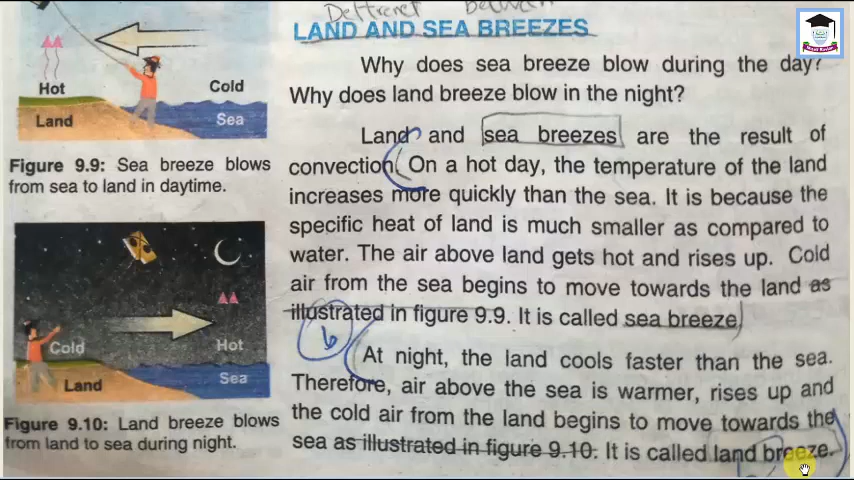 Deffrenet between
LAND AND SEA BREEZES
Why does sea breeze blow during the day?
Why does land breeze blow in the night?
Land and sea breezes are the result of
convection. On a hot day, the temperature of the land
increases more quickly than the sea. It is because the
specific heat of land is much smaller as compared to
water. The air above land gets hot and rises up. Cold
air from the sea begins to move towards the land as
illustrated in figure 9.9. It is called sea breeze
b
At night, the land cools faster than the sea.
Therefore, air above the sea is warmer, rises up and
the cold air from the land begins to move towards the
sea as illustrated in figure 9.10. It is called land breeze.
Hot
Cold
Land
Sea
Figure 9.9: Sea breeze blows
from sea to land in daytime.
Cold
Hot
Land
Sea
Figure 9.10: Land breeze blows
from land to sea during night.